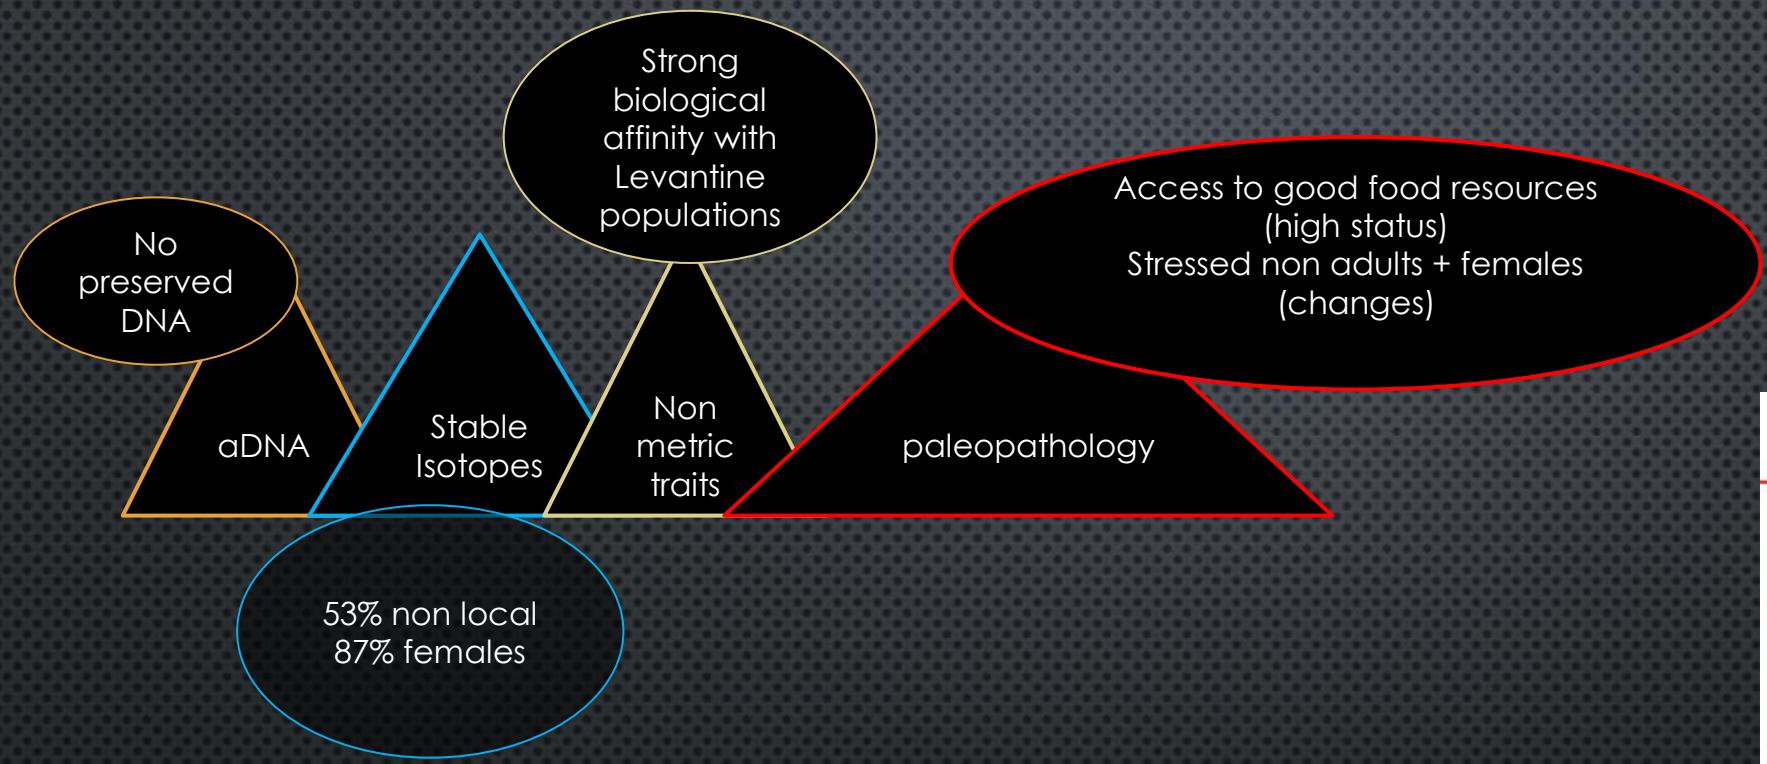 No
preserved
DNA
aDNA
Stable
Isotopes
53% non local
87% females
Strong
biological
affinity with
Levantine
populations
Non
metric
traits
Access to good food resources
(high status)
Stressed non adults + females
(changes)
paleopathology